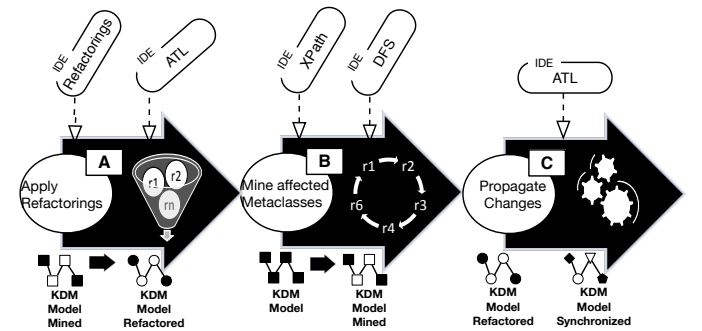 IDE
Refactorings
IDE
ATL
IDE
XPath
IDE
DFS
IDE
ATL
A
Apply
Refactorings
r1
r2
rn
B
Mine affected
Metaclasses
r1
r2
r3
r4
r6
C
Propagate
Changes
KDM
Model
Mined
KDM
Model
Refactored
KDM
Model
KDM
Model
Mined
KDM
Model
Refactored
KDM
Model
Synchronized